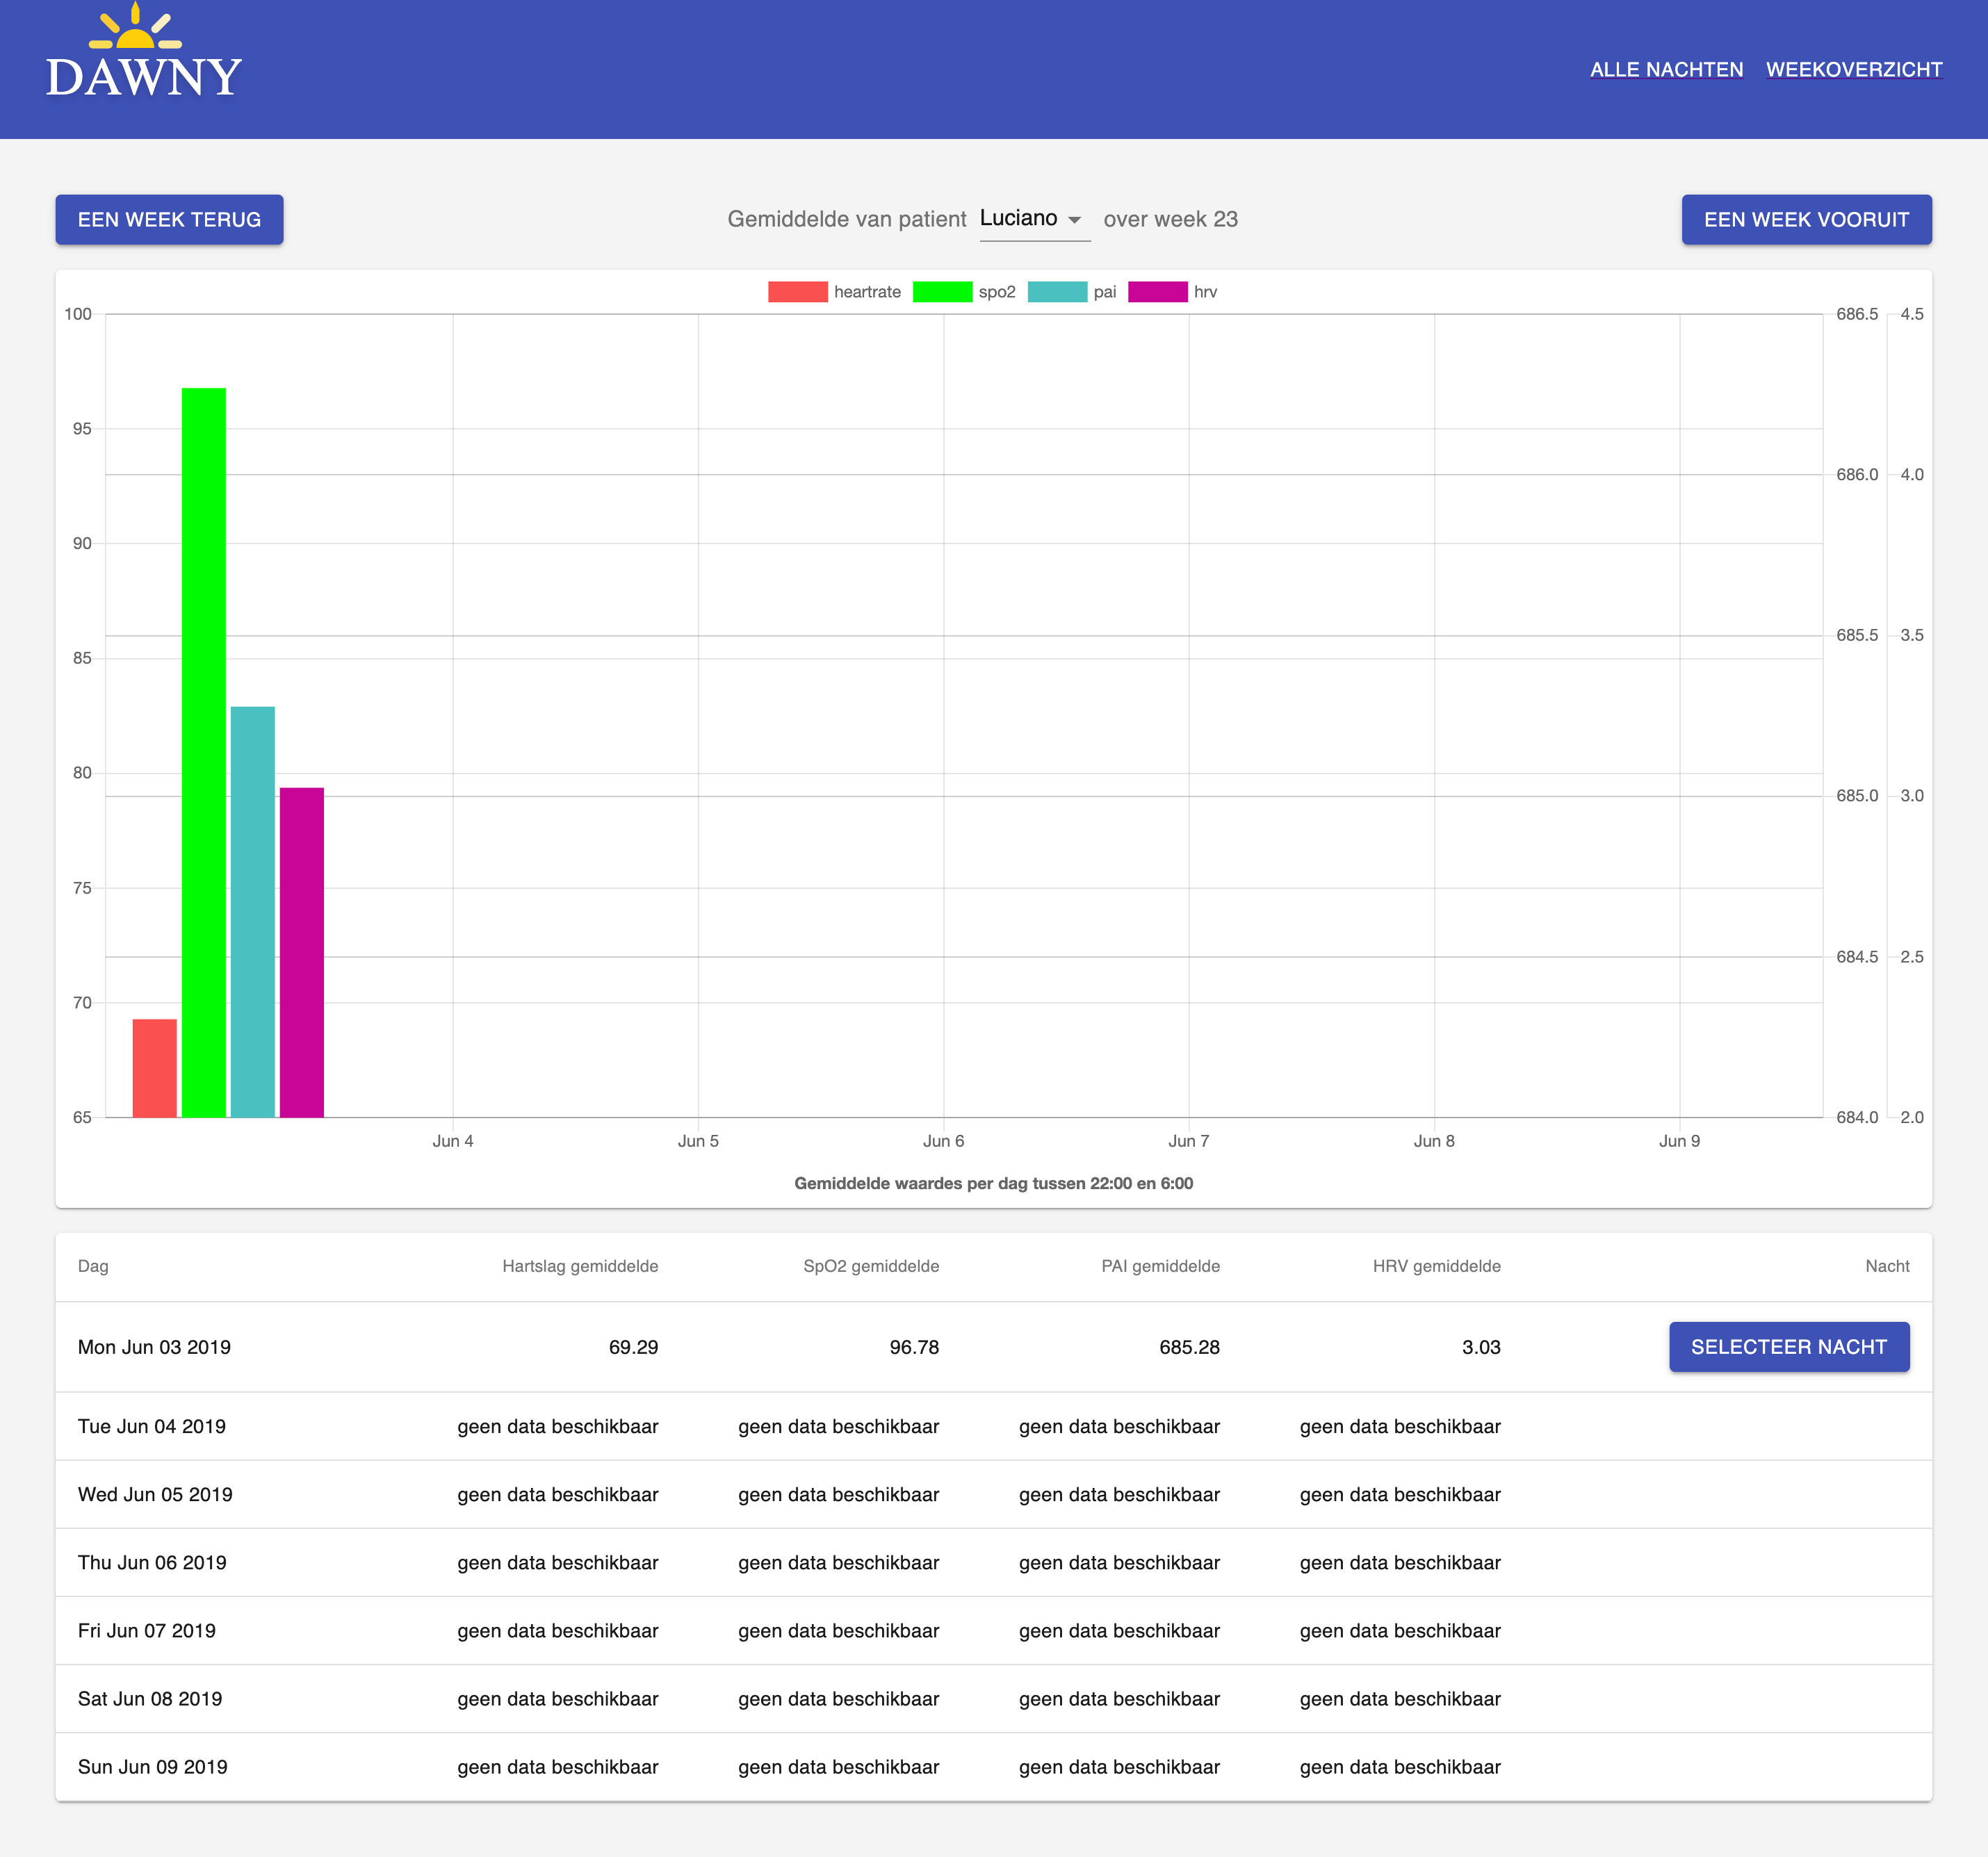 DAWNY
ALLE NACHTEN WEEKOVERZICHT
EEN WEEK TERUG Gemiddelde van patient Luciano over week 23 EEN WEEK VOORUIT
heartrate spo2 pai hrv
100 686.5 4.5
95
686.0 4.0
90
685.5 3.5
85
80
685.0 3.0
75
684.5 2.5
70
65 684.0 2.0
Jun 4 Jun 5 Jun 6 Jun 7 Jun 8 Jun 9
Gemiddelde waardes per dag tussen 22:00 en 6:00
Dag Hartslag gemiddelde SpO2 gemiddelde PAI gemiddelde HRV gemiddelde Nacht
Mon Jun 03 2019 69.29 96.78 685.28 3.03 SELECTEER NACHT
Tue Jun 04 2019 geen data beschikbaar geen data beschikbaar geen data beschikbaar geen data beschikbaar
Wed Jun 05 2019 geen data beschikbaar geen data beschikbaar geen data beschikbaar geen data beschikbaar
Thu Jun 06 2019 geen data beschikbaar geen data beschikbaar geen data beschikbaar geen data beschikbaar
Fri Jun 07 2019 geen data beschikbaar geen data beschikbaar geen data beschikbaar geen data beschikbaar
Sat Jun 08 2019 geen data beschikbaar geen data beschikbaar geen data beschikbaar geen data beschikbaar
Sun Jun 09 2019 geen data beschikbaar geen data beschikbaar geen data beschikbaar geen data beschikbaar